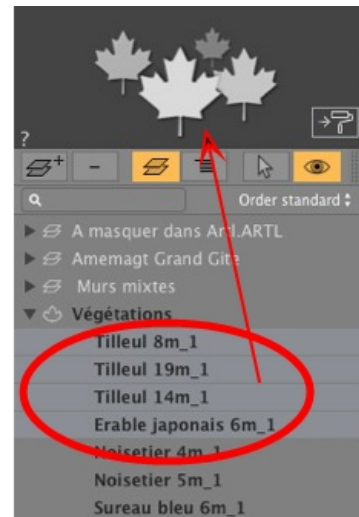 ?
Order standard
A masquer dans Artl.ARTL
Amemagt Grand Gite
Murs mixtes
Végétations
Tilleul 8m_1
Tilleul 19m_1
Tilleul 14m_1
Erable japonais 6m_1
Noisetier 4m_1
Noisetier 5m_1
Sureau bleu 6m_1